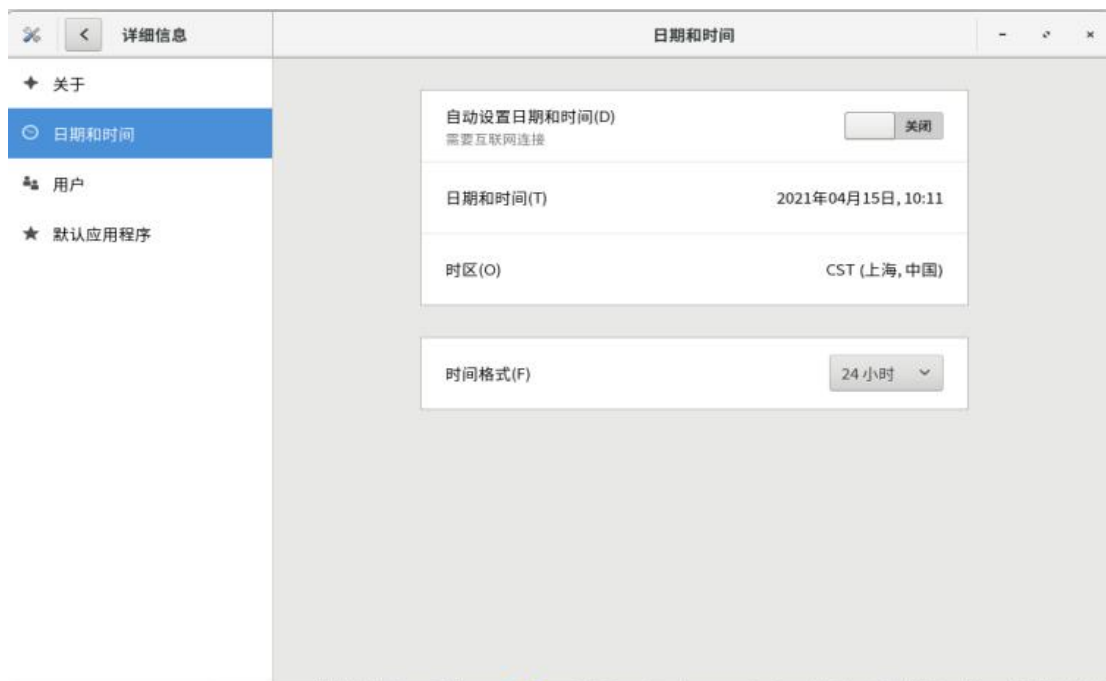 详细信息
日期和时间
关于
日期和时间
用户
默认应用程序
自动设置日期和时间(D)
需要互联网连接
关闭
日期和时间(T)
2021年04月15日, 10:11
时区(O)
CST (上海, 中国)
时间格式(F)
24 小时